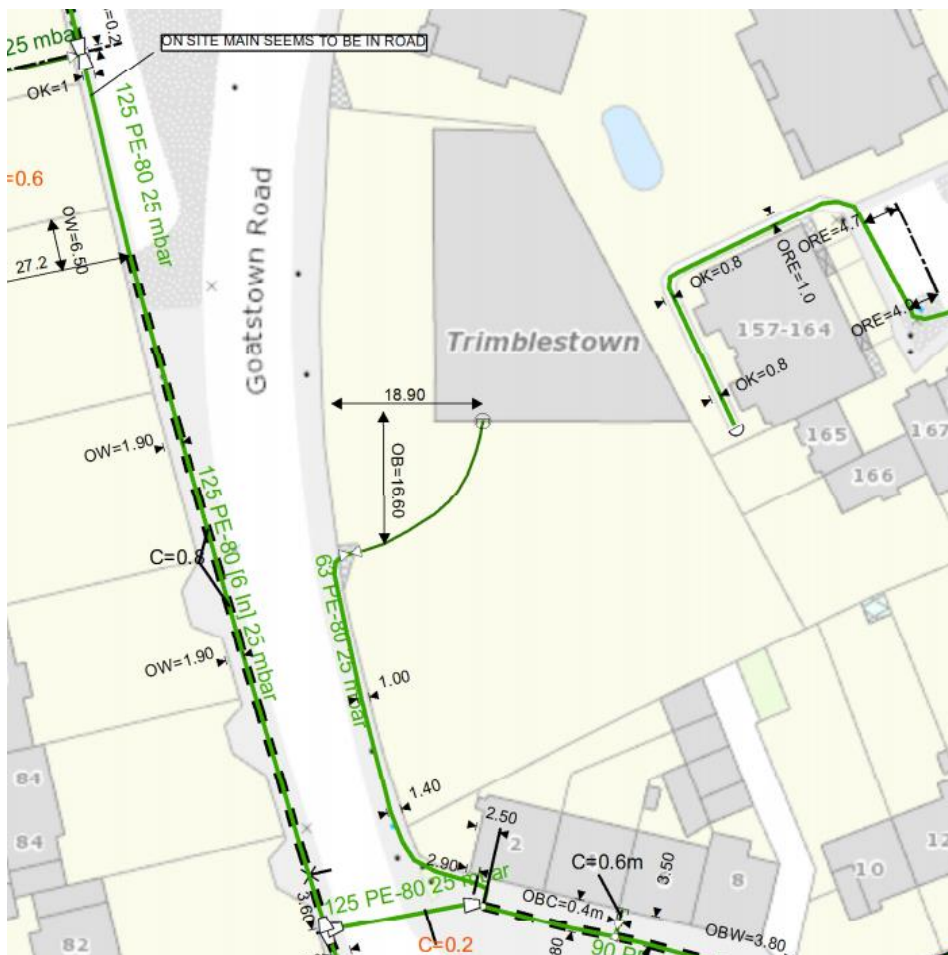 25 mbar
C=0.2
ON SITE MAIN SEEMS TO BE IN ROAD
OK=1
125 PE-80 25 mbar
=0.6
OW=6.50
27.2
Goatstown Road
Trimblestown
ORE=4.7
OK=0.8
ORE=1.0
157-164
OK=0.8
165
167
166
18.90
OB=16.60
OW=1.90
125 PE-80 [6 In] 25 mbar
C=0.8
63 PE-80 25 mbar
OW=1.90
1.00
1.40
84
84
2.50
2
2.90
C=0.6m
3.50
8
10
12
125 PE-80 25 mbar
3.60
OBC=0.4m
OBW=3.80
82
C=0.2
80